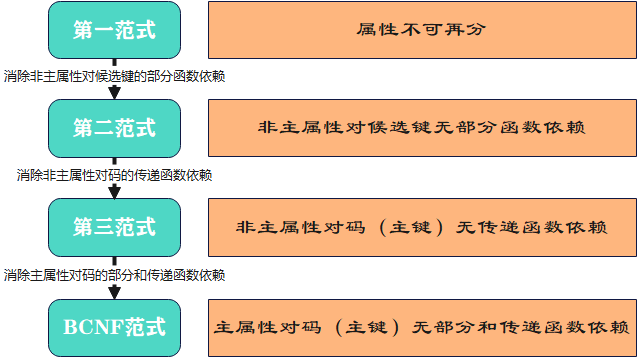 第一范式
属性不可再分
消除非主属性对候选键的部分函数依赖
第二范式
非主属性对候选键无部分函数依赖
消除非主属性对码的传递函数依赖
第三范式
非主属性对码（主键）无传递函数依赖
消除主属性对码的部分和传递函数依赖
BCNF范式
主属性对码（主键）无部分和传递函数依赖